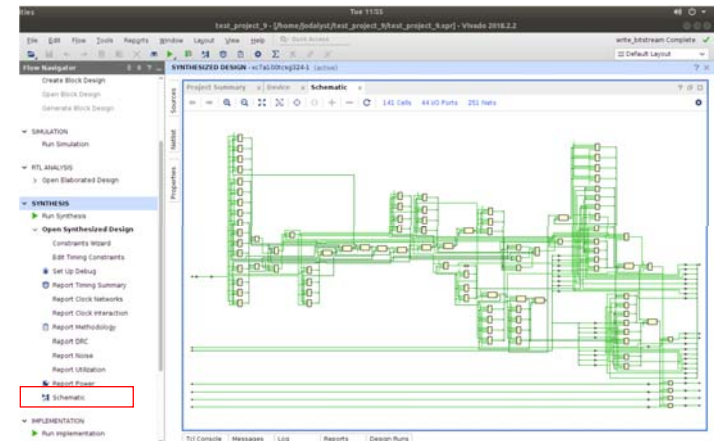 Tue 11:55
test_project_9 - [/home/jodalyst/test_project_9/test_project_9.xpr] - Vivado 2018.2.2
File Edit Flow Tools Reports Window Layout View Help Quick Access
write_bitstream Complete
Default Layout
Flow Navigator
SYNTHESIZED DESIGN - xc7a100tcsg324-1 (active)
Create Block Design
Open Block Design
Generate Block Design
SIMULATION
Run Simulation
RTL ANALYSIS
Open Elaborated Design
SYNTHESIS
Run Synthesis
Open Synthesized Design
Constraints Wizard
Edit Timing Constraints
Set Up Debug
Report Timing Summary
Report Clock Networks
Report Clock Interaction
Report Methodology
Report DRC
Report Noise
Report Utilization
Report Power
Schematic
IMPLEMENTATION
Run Implementation
Sources
Netlist
Properties
Project Summary Device Schematic
141 Cells 44 I/O Ports 251 Nets
Tcl Console Messages Log Reports Design Runs